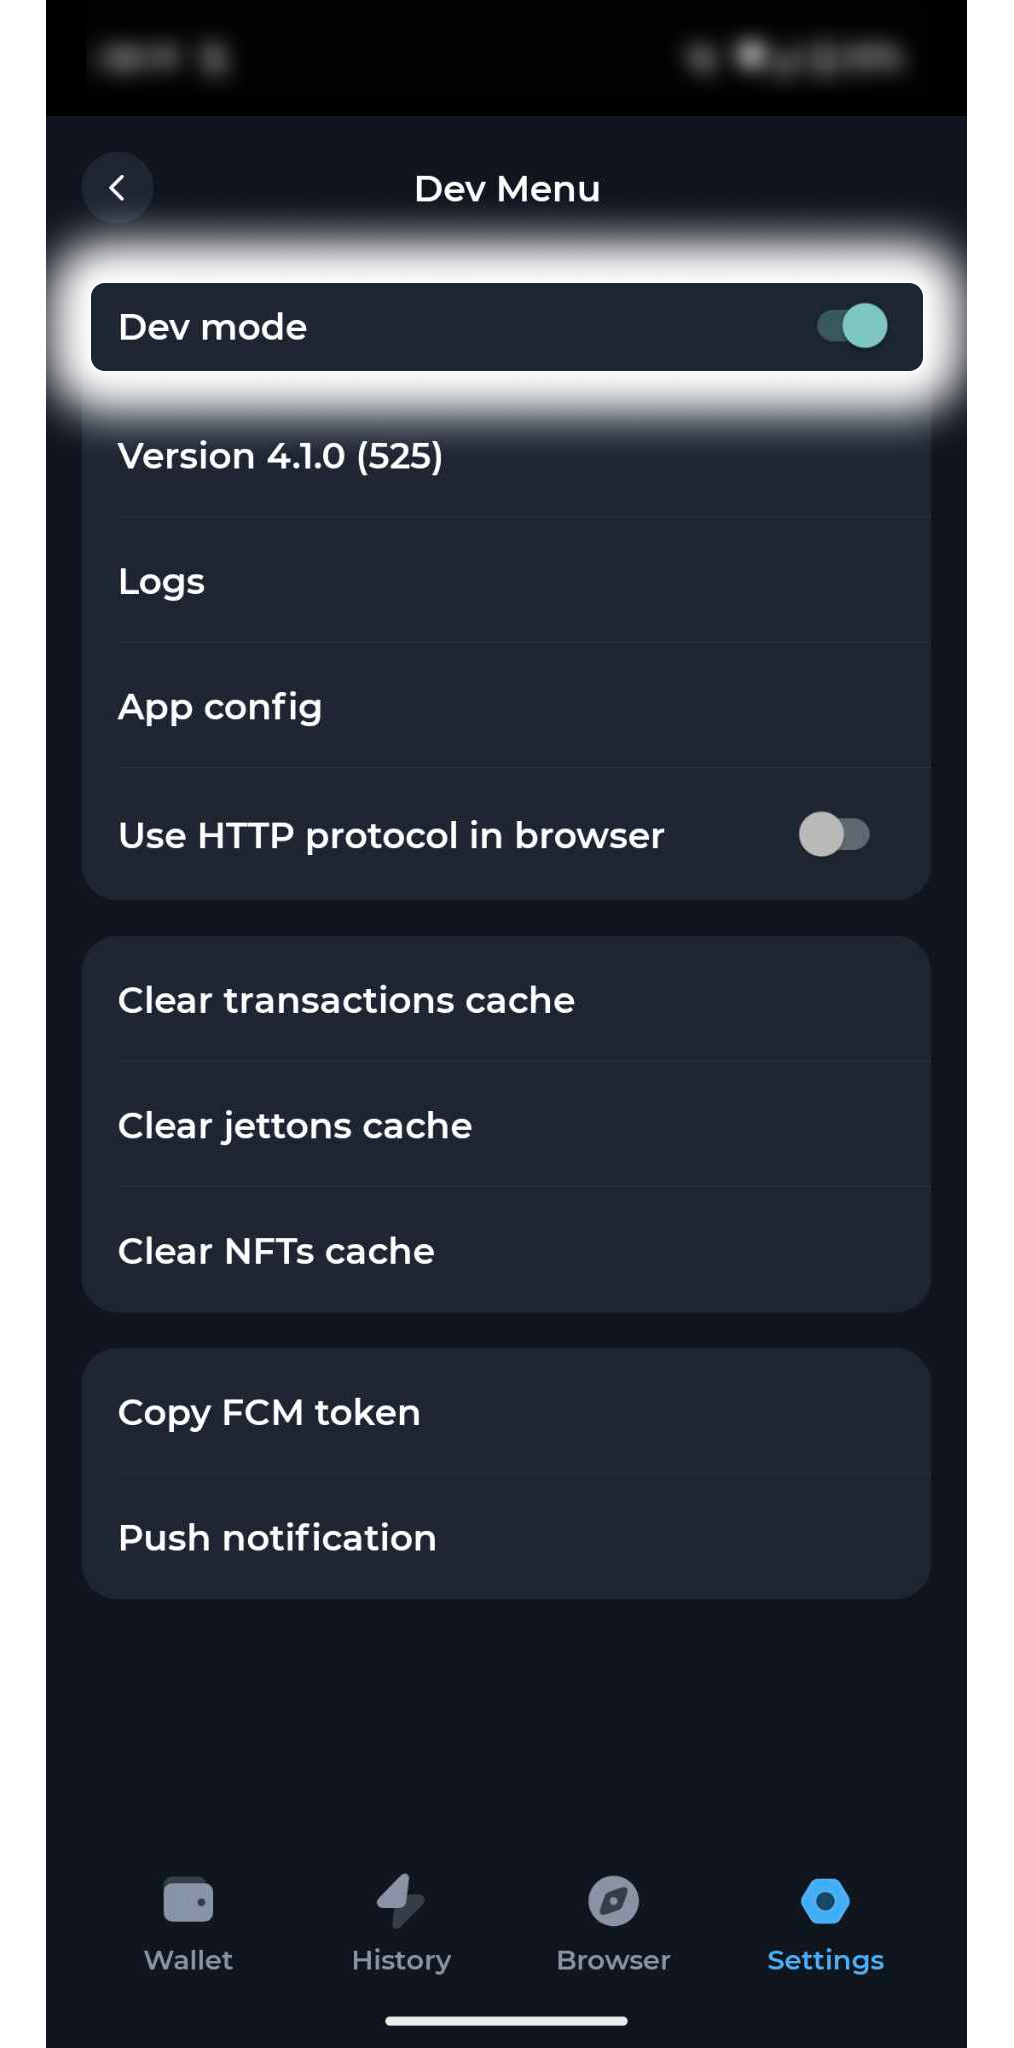 Dev Menu
Dev mode
Version 4.1.0 (525)
Logs
App config
Use HTTP protocol in browser
Clear transactions cache
Clear jettons cache
Clear NFTs cache
Copy FCM token
Push notification
Wallet
History
Browser
Settings